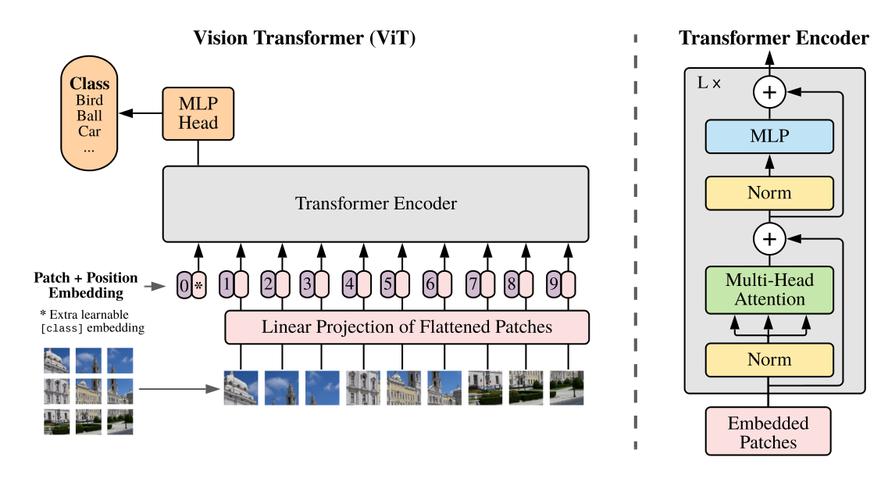 Vision Transformer (ViT)
Class
Bird
Ball
Car
...
MLP
Head
Transformer Encoder
0 * 1 2 3 4 5 6 7 8 9
Patch + Position
Embedding
* Extra learnable
[class] embedding
Linear Projection of Flattened Patches
Transformer Encoder
L x
+
MLP
Norm
+
Multi-Head
Attention
Norm
Embedded
Patches